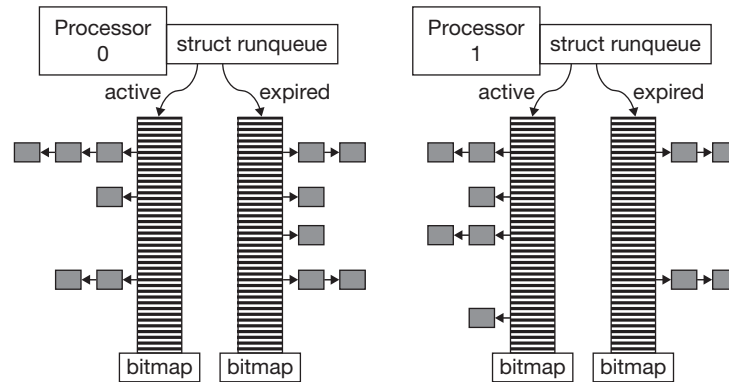 Processor
0
struct runqueue
active
expired
bitmap
bitmap
Processor
1
struct runqueue
active
expired
bitmap
bitmap